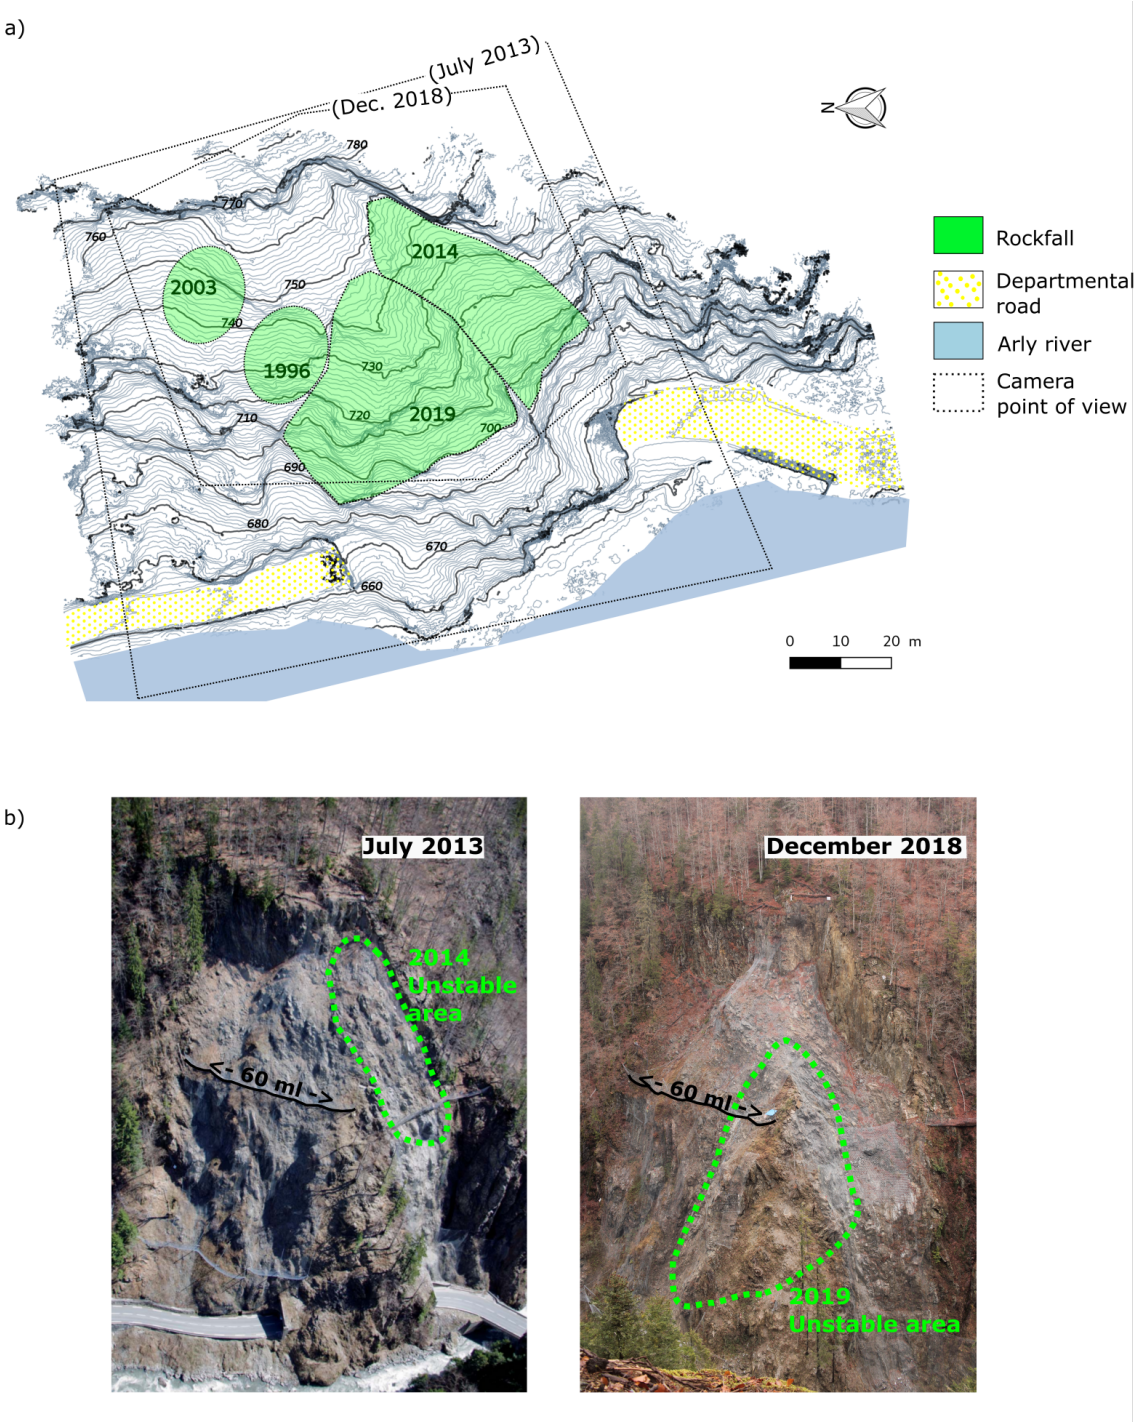 a)
(July 2013)
(Dec. 2018)
N
780
770
760
2014
2003
750
740
Rockfall
Departmental
road
Arly river
Camera
point of view
1996
730
720
2019
710
700
690
680
670
660
0 10 20 m
b)
July 2013
2014
Unstable
area
<- 60 ml ->
December 2018
<- 60 ml ->
2019
Unstable area